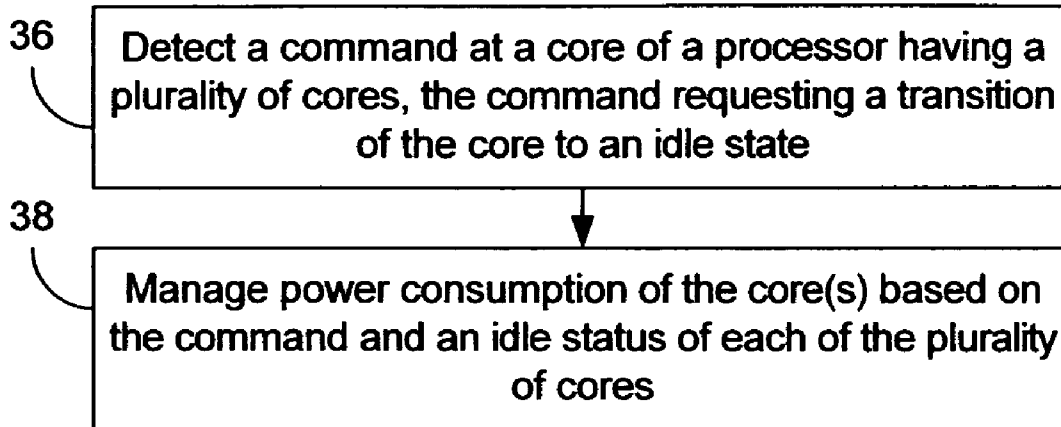 36
Detect a command at a core of a processor having a
plurality of cores, the command requesting a transition
of the core to an idle state
38
Manage power consumption of the core(s) based on
the command and an idle status of each of the plurality
of cores